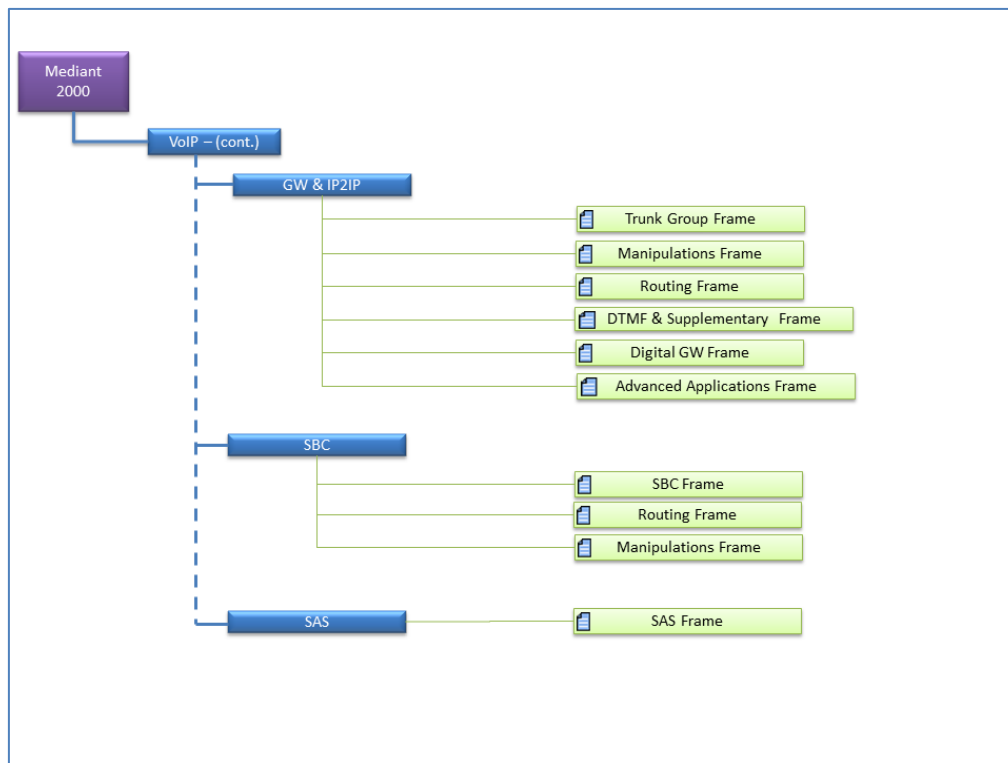 Mediant
2000
VoIP – (cont.)
GW & IP2IP
Trunk Group Frame
Manipulations Frame
Routing Frame
DTMF & Supplementary Frame
Digital GW Frame
Advanced Applications Frame
SBC
SBC Frame
Routing Frame
Manipulations Frame
SAS
SAS Frame